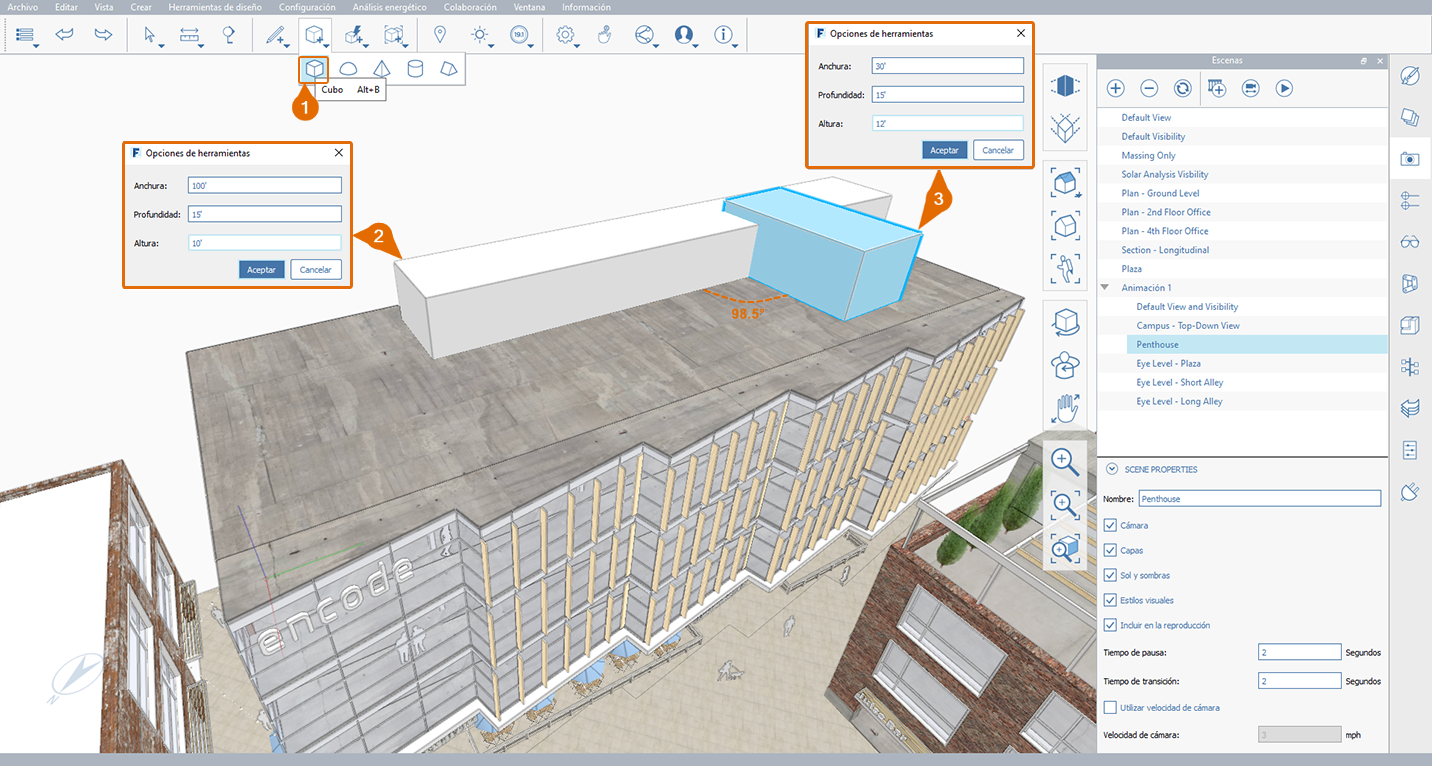 Archivo Editar Vista Crear Herramientas de diseño Configuración Análisis energético Colaboración Ventana Información
19.1
Cubo Alt+B
1
Opciones de herramientas
Anchura: 100'
Profundidad: 15'
Altura: 10'
Aceptar Cancelar
2
Opciones de herramientas
Anchura: 30'
Profundidad: 15'
Altura: 12'
Aceptar Cancelar
3
98.5°
encode
N
Escenas
Default View
Default Visibility
Massing Only
Solar Analysis Visbility
Plan - Ground Level
Plan - 2nd Floor Office
Plan - 4th Floor Office
Section - Longitudinal
Plaza
Animación 1
Default View and Visibility
Campus - Top-Down View
Penthouse
Eye Level - Plaza
Eye Level - Short Alley
Eye Level - Long Alley
SCENE PROPERTIES
Nombre: Penthouse
Cámara
Capas
Sol y sombras
Estilos visuales
Incluir en la reproducción
Tiempo de pausa: 2 Segundos
Tiempo de transición: 2 Segundos
Utilizar velocidad de cámara
Velocidad de cámara: 3 mph